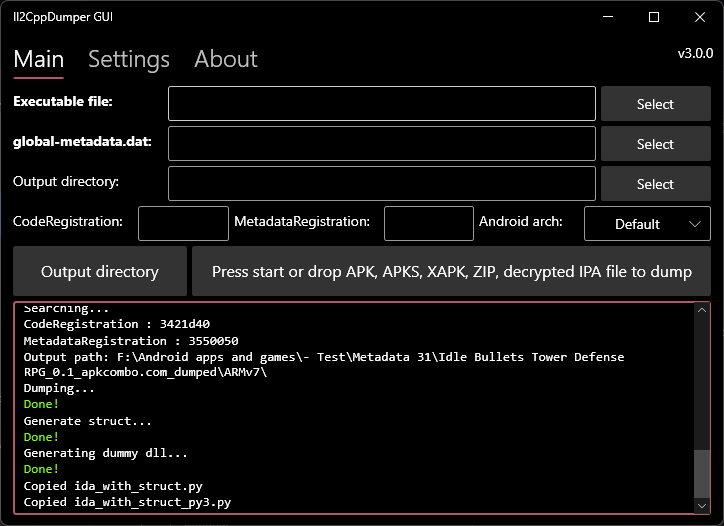 Il2CppDumper GUI
Main Settings About
v3.0.0
Executable file:
Select
global-metadata.dat:
Select
Output directory:
Select
CodeRegistration:
MetadataRegistration:
Android arch:
Default
Output directory
Press start or drop APK, APKS, XAPK, ZIP, decrypted IPA file to dump
Searching...
CodeRegistration : 3421d40
MetadataRegistration : 3550050
Output path: F:\Android apps and games\- Test\Metadata 31\Idle Bullets Tower Defense
RPG_0.1_apkcombo.com_dumped\ARMv7\
Dumping...
Done!
Generate struct...
Done!
Generating dummy dll...
Done!
Copied ida_with_struct.py
Copied ida_with_struct_py3.py